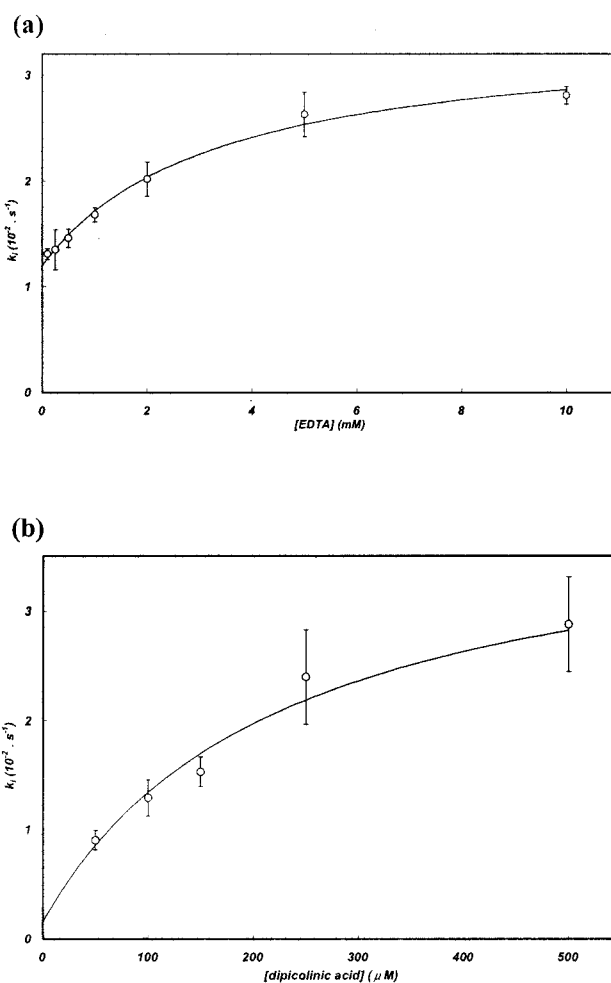 (a)
3
2
1
0
k_i (10⁻² . s⁻¹)
0 2 4 6 8 10
[EDTA] (mM)
(b)
3
2
1
0
k_i (10⁻² . s⁻¹)
0 100 200 300 400 500
[dipicolinic acid] (μM)